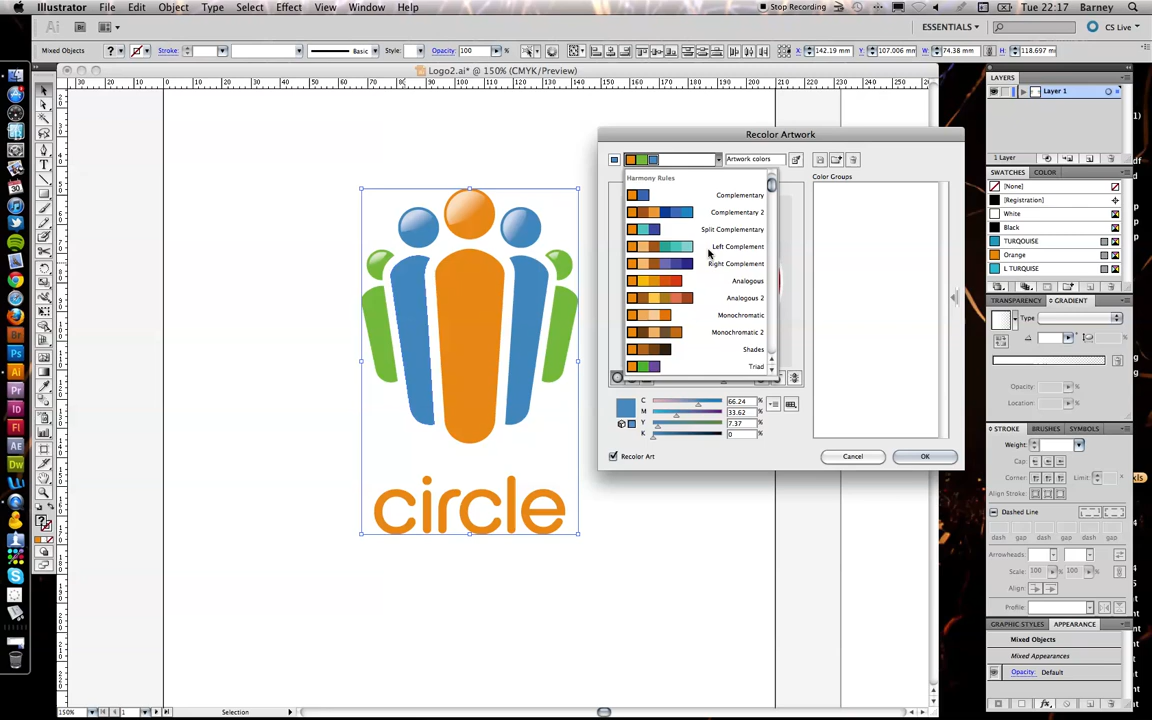 Illustrator File Edit Object Type Select Effect View Window Help
Stop Recording Tue 22:17 Barney
ESSENTIALS CS Live
Mixed Objects Stroke: Basic Style: Opacity: 100 % X: 142.19 mm Y: 107.006 mm W: 74.38 mm H: 118.697 mm
Logo2.ai* @ 150% (CMYK/Preview)
Recolor Artwork
Artwork colors
Color Groups
Harmony Rules
Complementary
Complementary 2
Split Complementary
Left Complement
Right Complement
Analogous
Analogous 2
Monochromatic
Monochromatic 2
Shades
Triad
C 66.24 %
M 33.62 %
Y 7.37 %
K 0 %
Recolor Art
Cancel OK
circle
LAYERS
Layer 1
1 Layer
SWATCHES COLOR
[None]
[Registration]
White
Black
TURQOUISE
Orange
L TURQUOISE
TRANSPARENCY GRADIENT
Type
%
Opacity: %
Location: %
STROKE BRUSHES SYMBOLS
Weight:
Cap:
Corner: Limit: x
Align Stroke:
Dashed Line
dash gap dash gap dash gap
Arrowheads:
Scale: 100 % 100 %
Align:
Profile:
GRAPHIC STYLES APPEARANCE
Mixed Objects
Mixed Appearances
Opacity: Default
150% 1 Selection